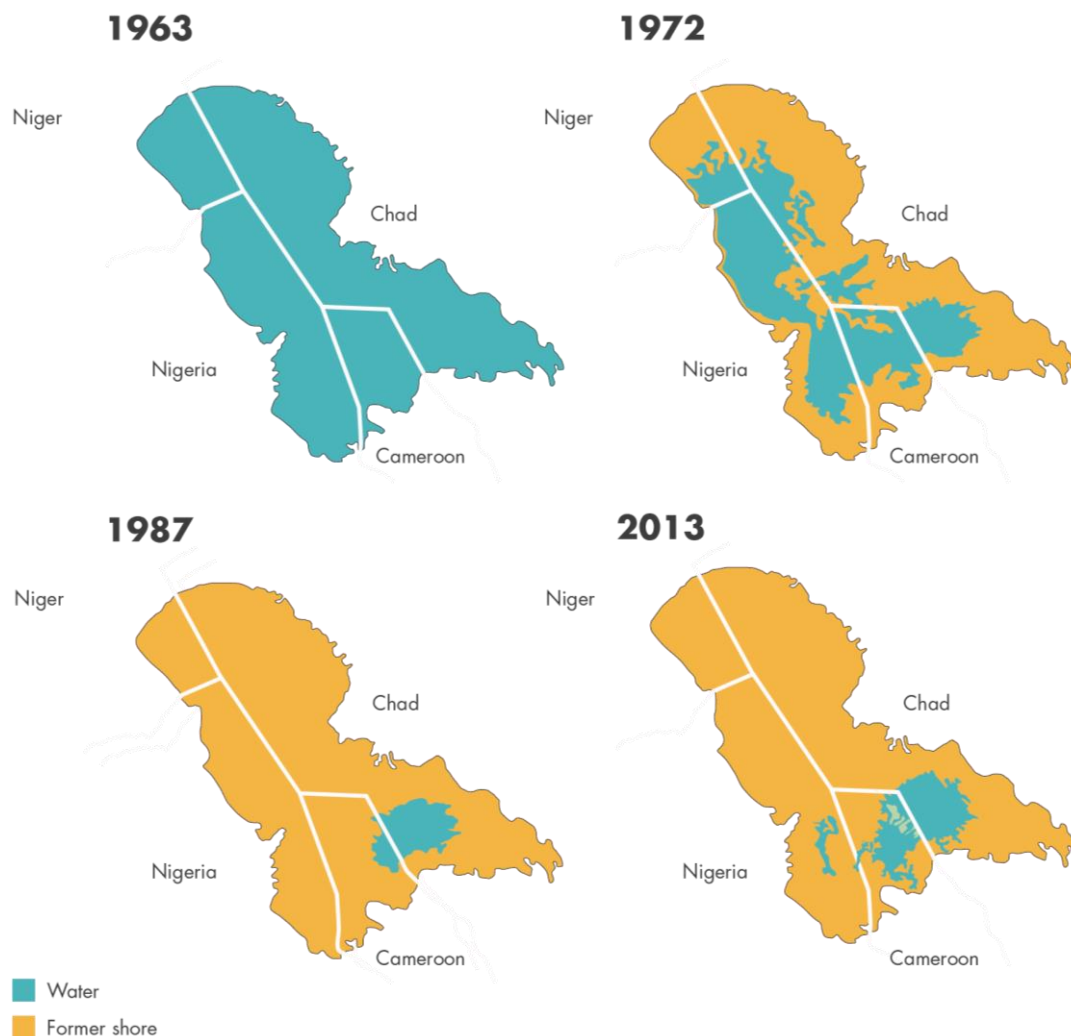 1963
Niger
Chad
Nigeria
Cameroon
1972
Niger
Chad
Nigeria
Cameroon
1987
Niger
Chad
Nigeria
Cameroon
2013
Niger
Chad
Nigeria
Cameroon
Water
Former shore